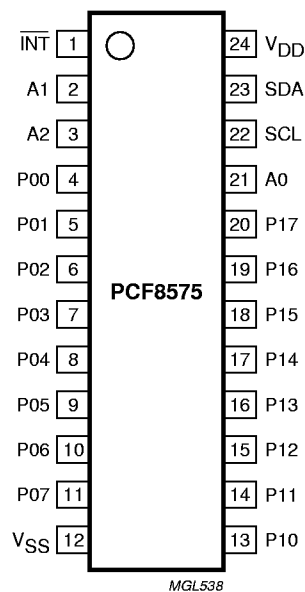 I̅N̅T̅ 1 24 VDD
A1 2 23 SDA
A2 3 22 SCL
P00 4 21 A0
P01 5 20 P17
P02 6 19 P16
PCF8575
P03 7 18 P15
P04 8 17 P14
P05 9 16 P13
P06 10 15 P12
P07 11 14 P11
VSS 12 13 P10
MGL538